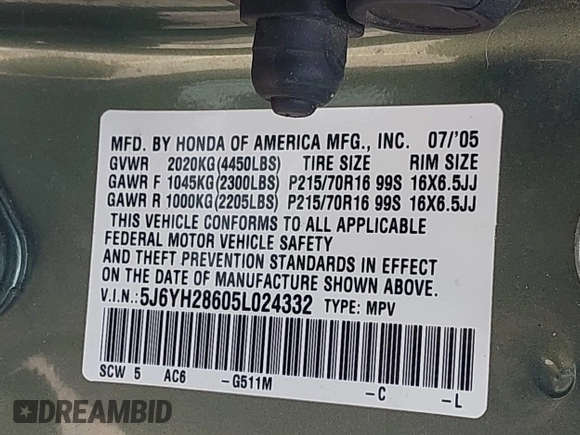 MFD. BY HONDA OF AMERICA MFG., INC. 07/'05
GVWR 2020KG(4450LBS) TIRE SIZE RIM SIZE
GAWR F 1045KG(2300LBS) P215/70R16 99S 16X6.5JJ
GAWR R 1000KG(2205LBS) P215/70R16 99S 16X6.5JJ
THIS VEHICLE CONFORMS TO ALL APPLICABLE
FEDERAL MOTOR VEHICLE SAFETY
AND THEFT PREVENTION STANDARDS IN EFFECT
ON THE DATE OF MANUFACTURE SHOWN ABOVE.
V.I.N.:5J6YH28605L024332 TYPE: MPV
SCW 5 AC6 -G511M -C -L
DREAMBID